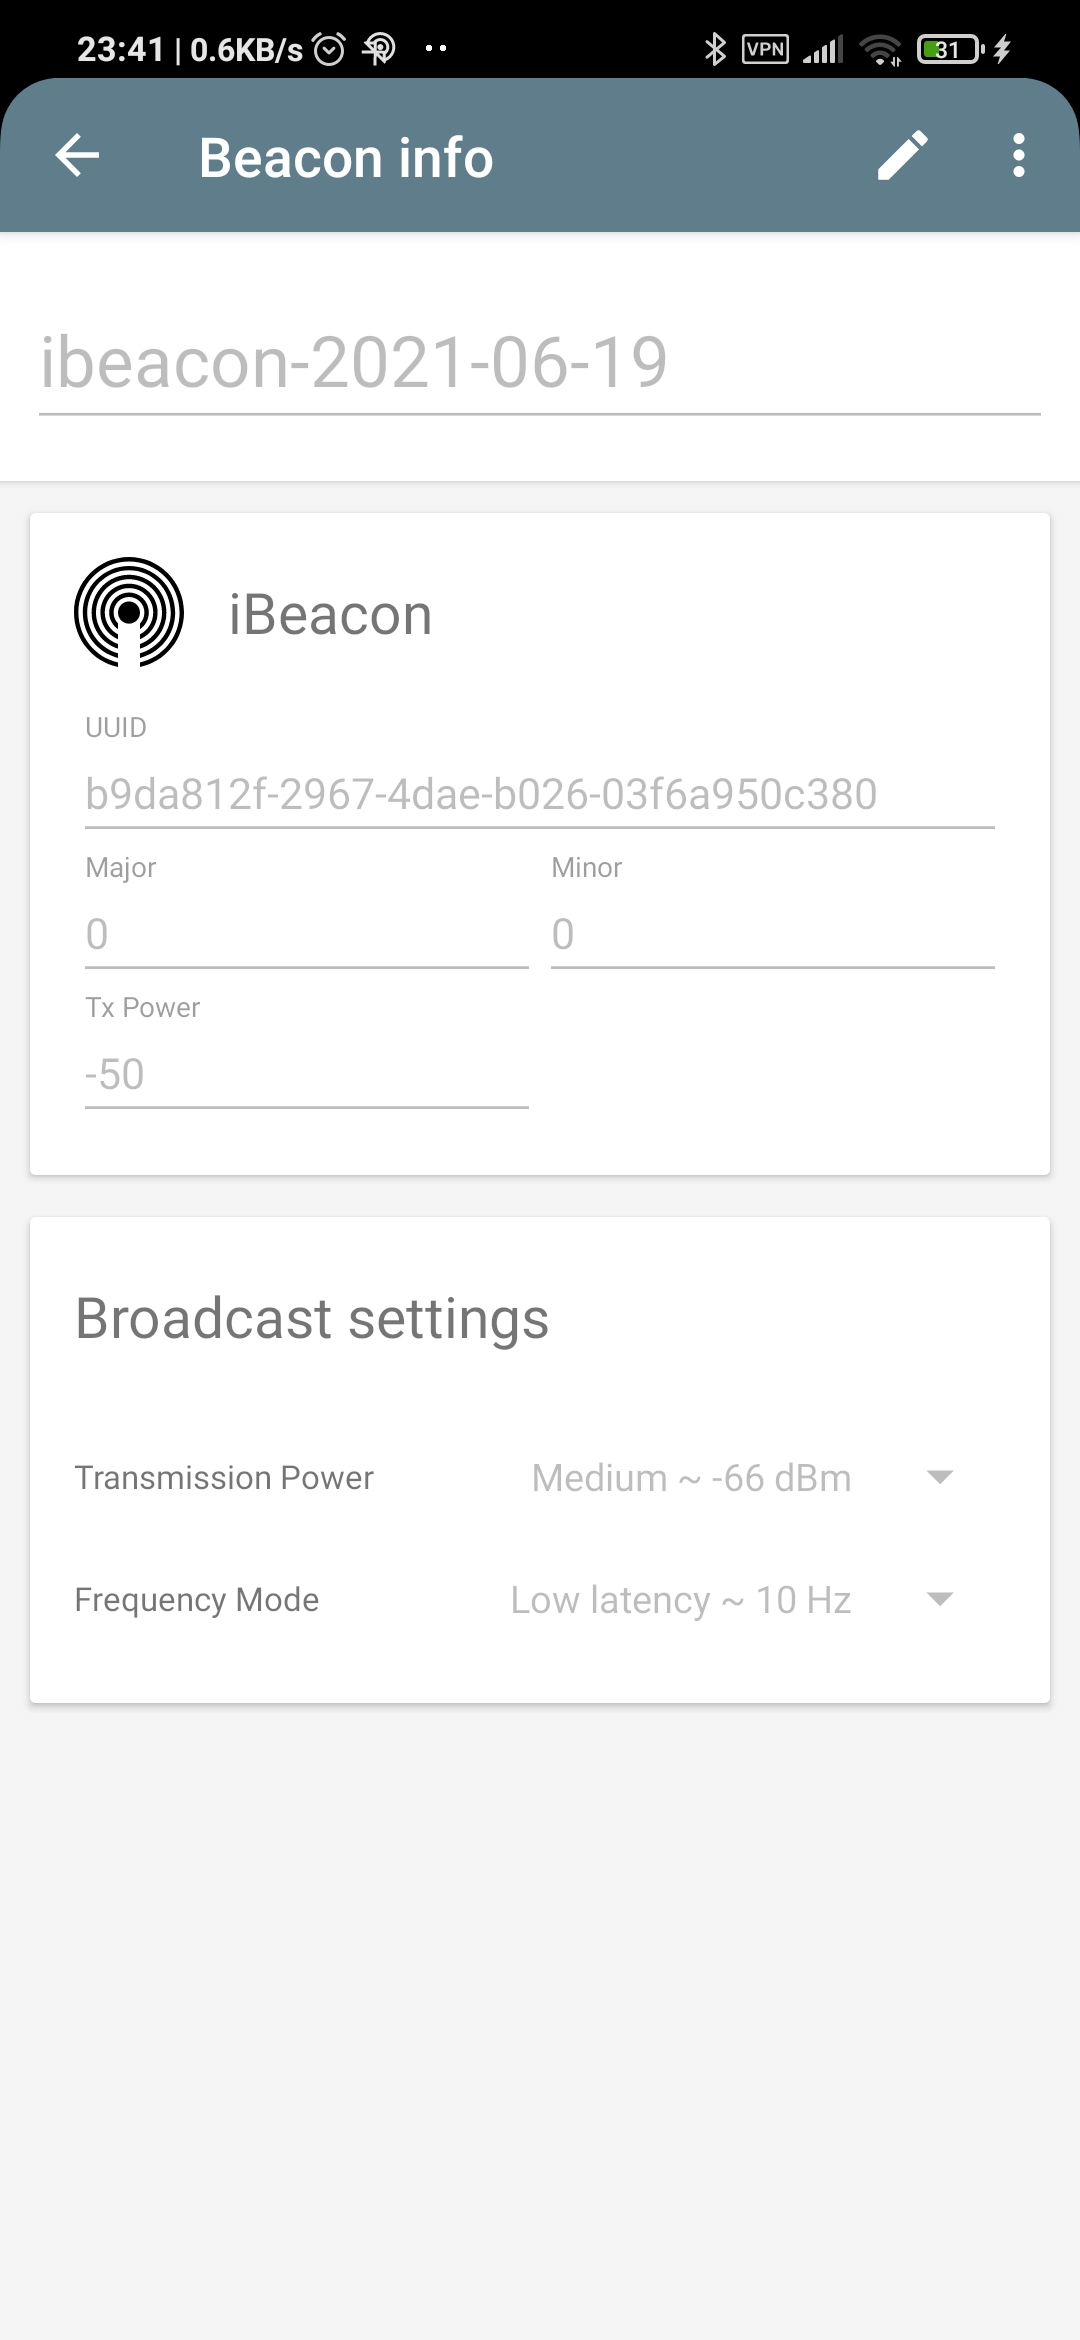 23:41 | 0.6KB/s VPN 31
Beacon info
ibeacon-2021-06-19
iBeacon
UUID
b9da812f-2967-4dae-b026-03f6a950c380
Major Minor
0 0
Tx Power
-50
Broadcast settings
Transmission Power Medium ~ -66 dBm
Frequency Mode Low latency ~ 10 Hz